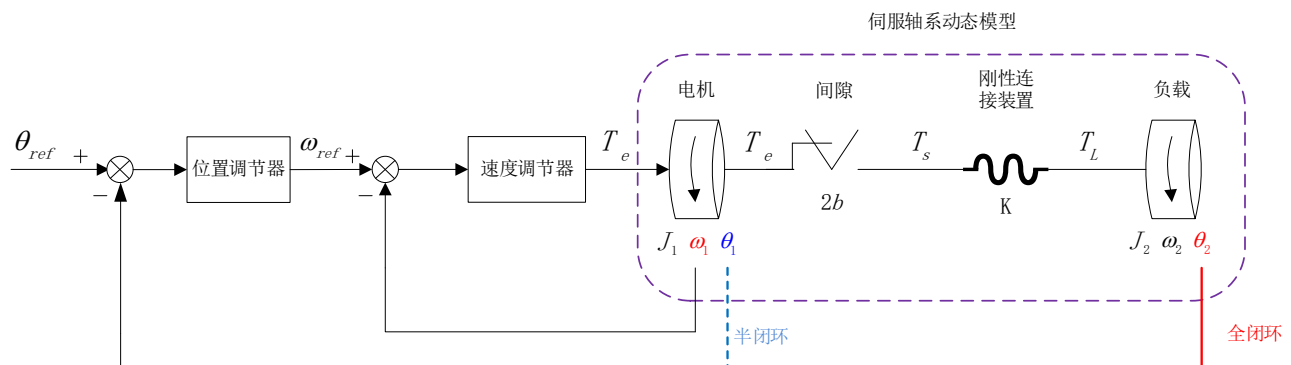 伺服轴系动态模型
电机
间隙
刚性连
接装置
负载
θref
+
−
位置调节器
ωref
+
−
速度调节器
Te
Te
Ts
TL
2b
K
J1 ω1 θ1
J2 ω2 θ2
半闭环
全闭环